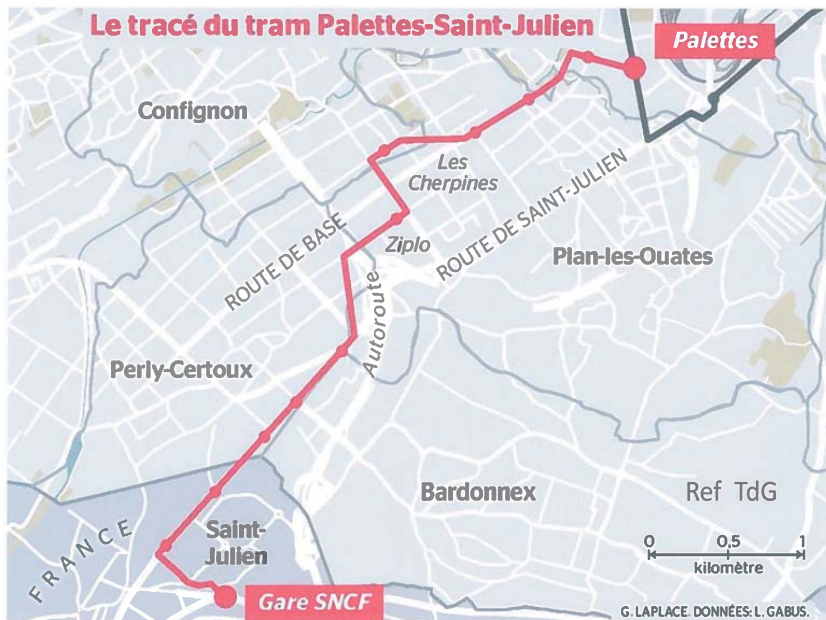 Le tracé du tram Palettes-Saint-Julien
Palettes
Confignon
Les
Cherpines
ROUTE DE BASE
Ziplo
ROUTE DE SAINT-JULIEN
Plan-les-Ouates
Autoroute
Perly-Certoux
Bardonnex
Ref TdG
FRANCE
Saint-
Julien
0 0,5 1
kilomètre
Gare SNCF
G. LAPLACE. DONNÉES: L. GABUS.